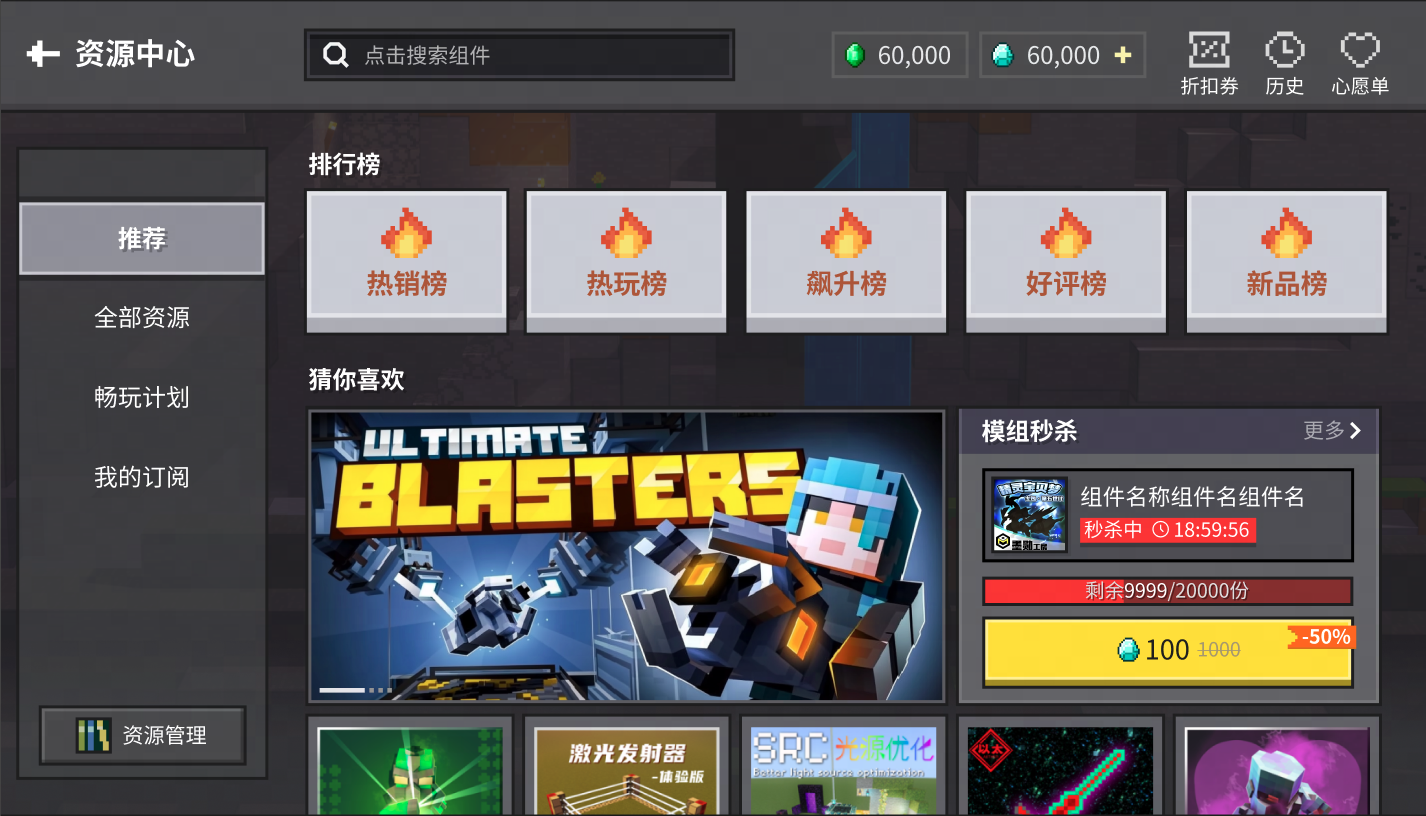 资源中心
点击搜索组件
60,000
60,000
折扣券
历史
心愿单
推荐
全部资源
畅玩计划
我的订阅
资源管理
排行榜
热销榜
热玩榜
飙升榜
好评榜
新品榜
猜你喜欢
ULTIMATE
BLASTERS
模组秒杀
更多
精灵宝贝梦
组件名称组件名组件名
秒杀中 18:59:56
剩余9999/20000份
100 1000
-50%
激光发射器
-体验版
SRC光源优化
Better light source optimization
以太